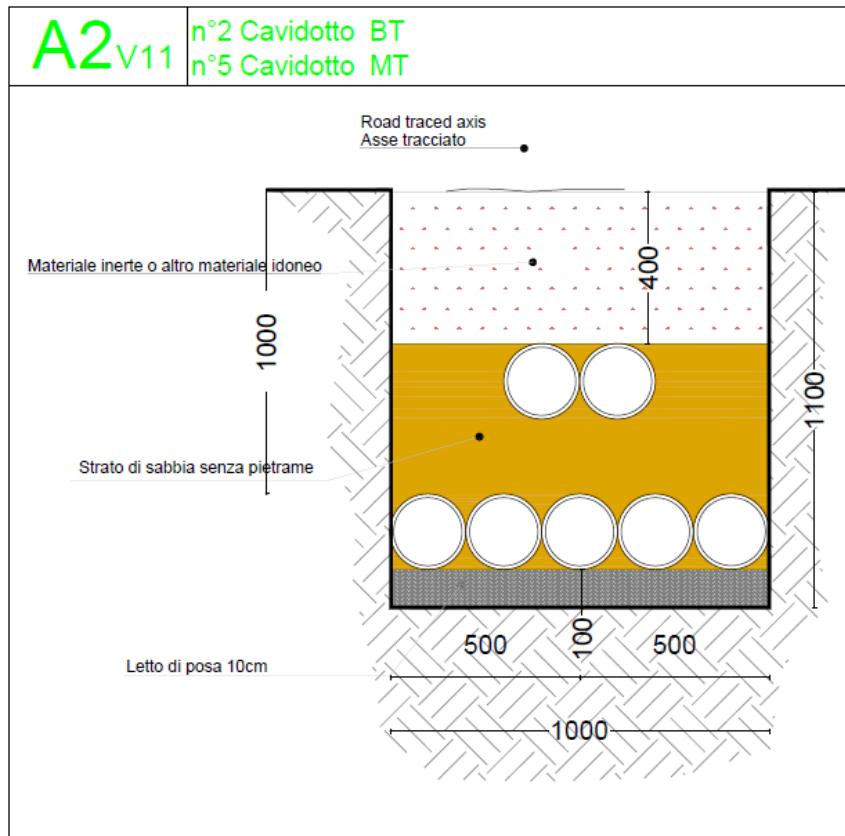 A2V11
n°2 Cavidotto BT
n°5 Cavidotto MT
Road traced axis
Asse tracciato
Materiale inerte o altro materiale idoneo
400
1000
1100
Strato di sabbia senza pietrame
500
100
500
Letto di posa 10cm
1000